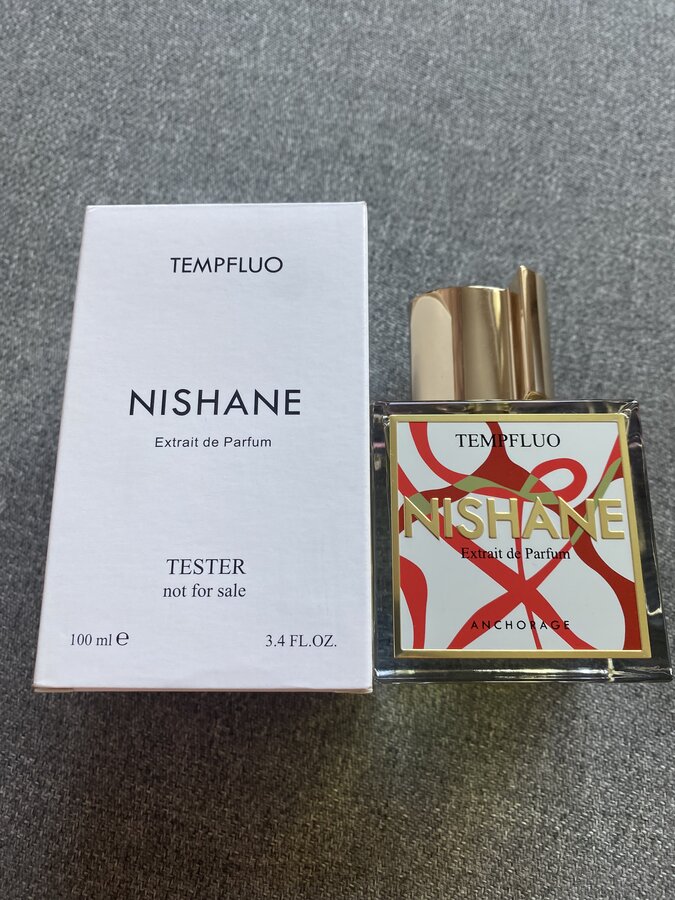 TEMPFLUO
NISHANE
Extrait de Parfum
TESTER
not for sale
100 ml ℮
3.4 FL.OZ.
TEMPFLUO
NISHANE
Extrait de Parfum
ANCHORAGE